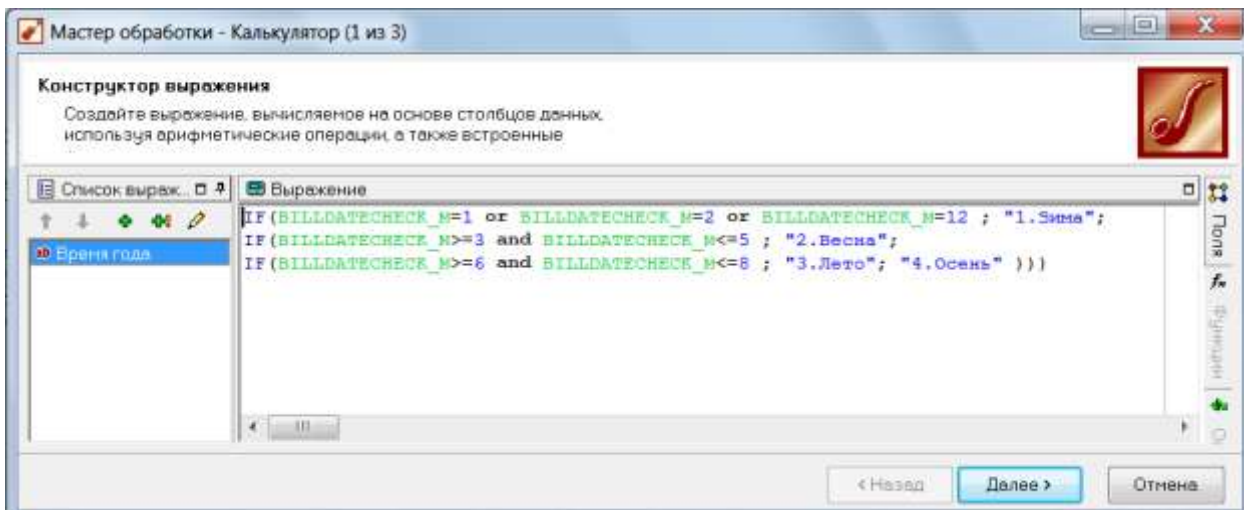 Мастер обработки - Калькулятор (1 из 3)
Конструктор выражения
Создайте выражение, вычисляемое на основе столбцов данных,
используя арифметические операции, а также встроенные
Список выраж...
Выражение
IF(BILLDATECHECK_M=1 or BILLDATECHECK_M=2 or BILLDATECHECK_M=12 ; "1.Зима";
IF(BILLDATECHECK_M>=3 and BILLDATECHECK_M<=5 ; "2.Весна";
IF(BILLDATECHECK_M>=6 and BILLDATECHECK_M<=8 ; "3.Лето"; "4.Осень" )))
ab Время года
Поля
fx Функции
< Назад
Далее >
Отмена